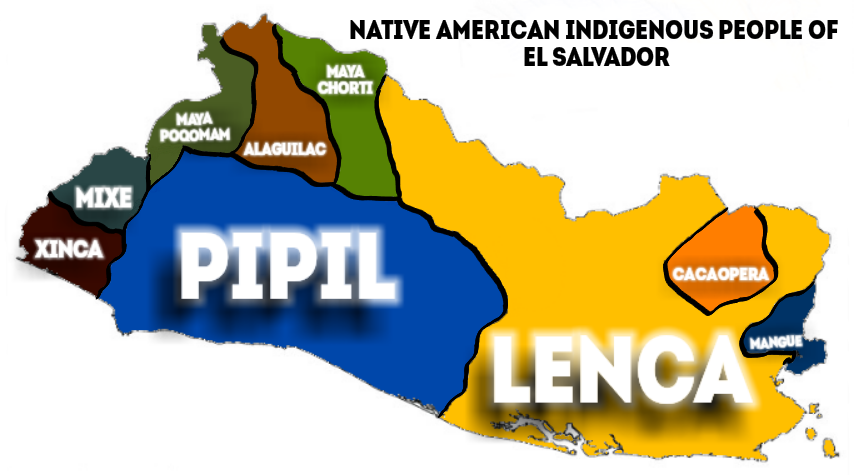 NATIVE AMERICAN INDIGENOUS PEOPLE OF
EL SALVADOR
MAYA
CHORTI
MAYA
POQOMAM
ALAGUILAC
MIXE
XINCA
PIPIL
CACAOPERA
MANGUE
LENCA